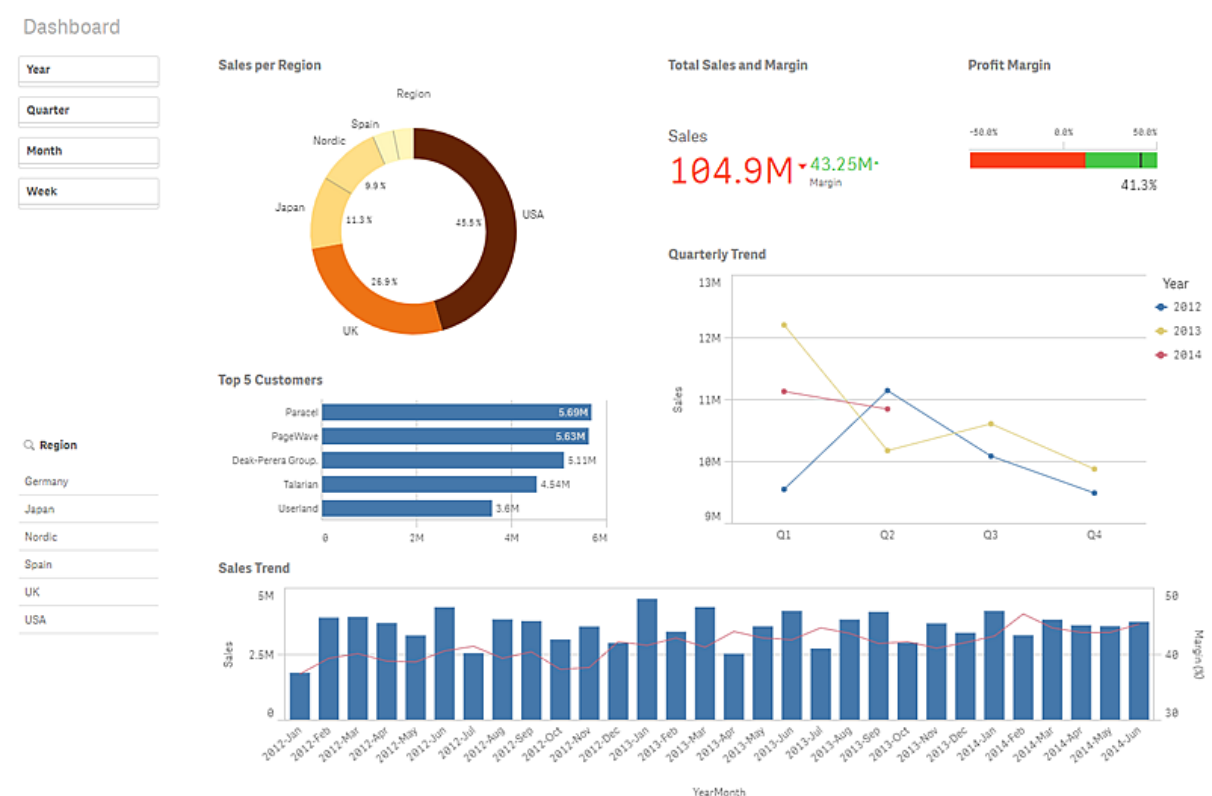 Dashboard
Year
Quarter
Month
Week
Region
Germany
Japan
Nordic
Spain
UK
USA
Sales per Region
Region
Spain
Nordic
Japan
UK
USA
9.9%
11.3%
26.9%
45.5%
Total Sales and Margin
Sales
104.9M
43.25M
Margin
Profit Margin
-50.0% 0.0% 50.0%
41.3%
Top 5 Customers
Paracel 5.69M
PageWave 5.63M
Deak-Perera Group. 5.11M
Talarian 4.54M
Userland 3.6M
0 2M 4M 6M
Quarterly Trend
13M
12M
11M
10M
9M
Sales
Q1 Q2 Q3 Q4
Year
2012
2013
2014
Sales Trend
5M
2.5M
0
Sales
50
40
30
Margin (%)
2012-Jan 2012-Feb 2012-Mar 2012-Apr 2012-May 2012-Jun 2012-Jul 2012-Aug 2012-Sep 2012-Oct 2012-Nov 2012-Dec 2013-Jan 2013-Feb 2013-Mar 2013-Apr 2013-May 2013-Jun 2013-Jul 2013-Aug 2013-Sep 2013-Oct 2013-Nov 2013-Dec 2014-Jan 2014-Feb 2014-Mar 2014-Apr 2014-May 2014-Jun
YearMonth